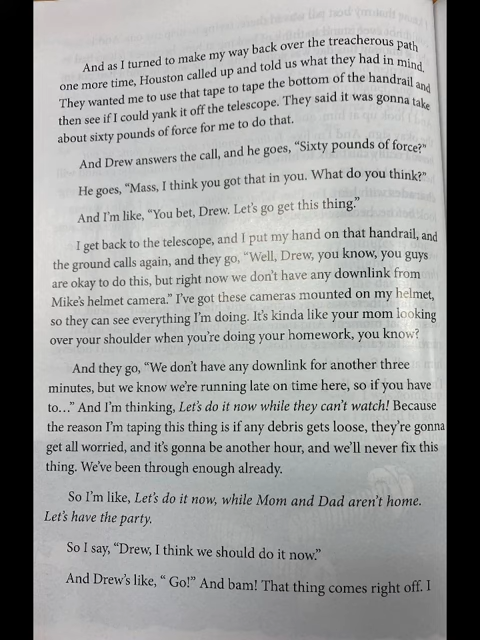 And as I turned to make my way back over the treacherous path
one more time, Houston called up and told us what they had in mind.
They wanted me to use that tape to tape the bottom of the handrail and
then see if I could yank it off the telescope. They said it was gonna take
about sixty pounds of force for me to do that.
And Drew answers the call, and he goes, “Sixty pounds of force?”
He goes, “Mass, I think you got that in you. What do you think?”
And I’m like, “You bet, Drew. Let’s go get this thing.”
I get back to the telescope, and I put my hand on that handrail, and
the ground calls again, and they go, “Well, Drew, you know, you guys
are okay to do this, but right now we don’t have any downlink from
Mike’s helmet camera.” I’ve got these cameras mounted on my helmet,
so they can see everything I’m doing. It’s kinda like your mom looking
over your shoulder when you’re doing your homework, you know?
And they go, “We don’t have any downlink for another three
minutes, but we know we’re running late on time here, so if you have
to…” And I’m thinking, Let’s do it now while they can’t watch! Because
the reason I’m taping this thing is if any debris gets loose, they’re gonna
get all worried, and it’s gonna be another hour, and we’ll never fix this
thing. We’ve been through enough already.
So I’m like, Let’s do it now, while Mom and Dad aren’t home.
Let’s have the party.
So I say, “Drew, I think we should do it now.”
And Drew’s like, “ Go!” And bam! That thing comes right off. I